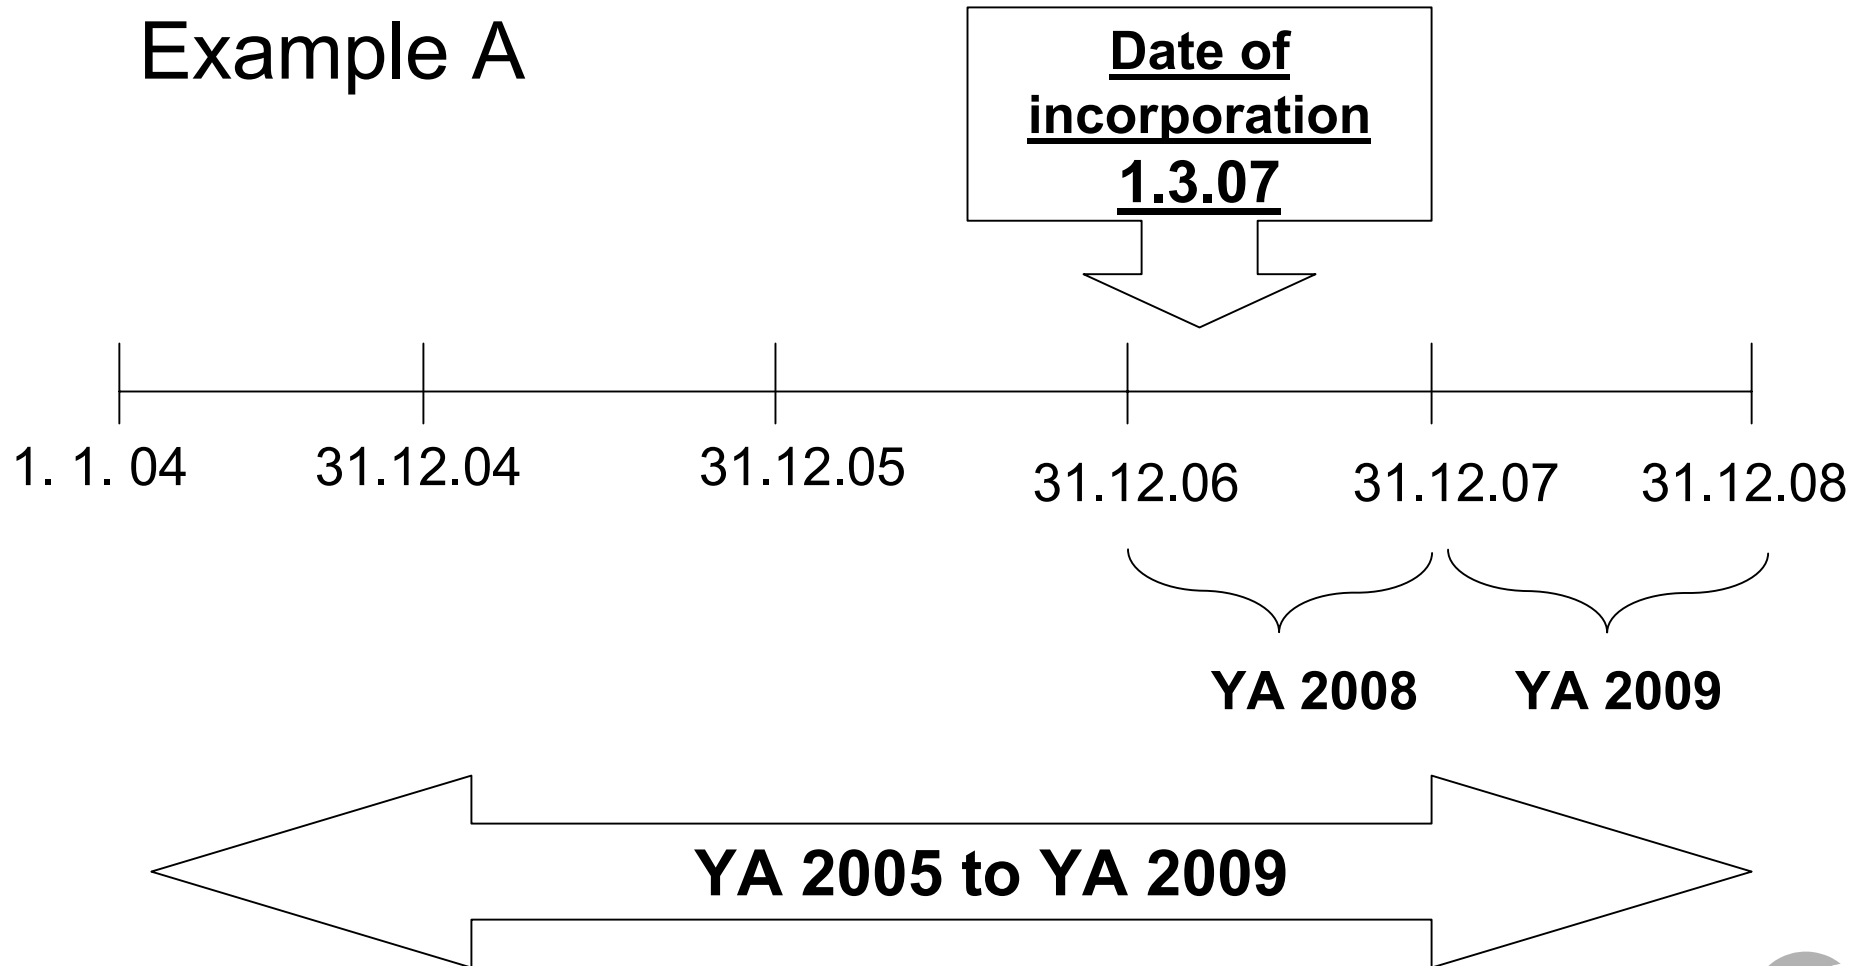 Example A
Date of
incorporation
1.3.07
1. 1. 04
31.12.04
31.12.05
31.12.06
31.12.07
31.12.08
YA 2008
YA 2009
YA 2005 to YA 2009